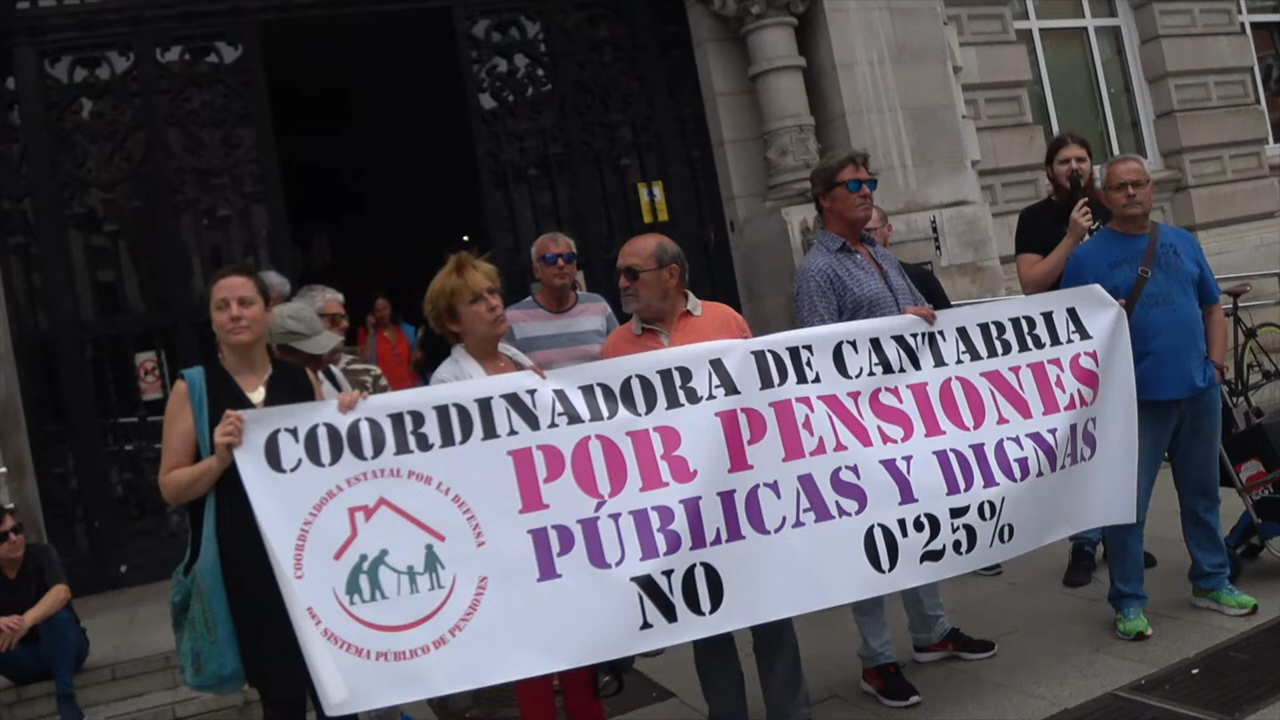 COORDINADORA DE CANTABRIA
POR PENSIONES
PÚBLICAS Y DIGNAS
NO 0'25%
COORDINADORA ESTATAL POR LA DEFENSA
DEL SISTEMA PÚBLICO DE PENSIONES